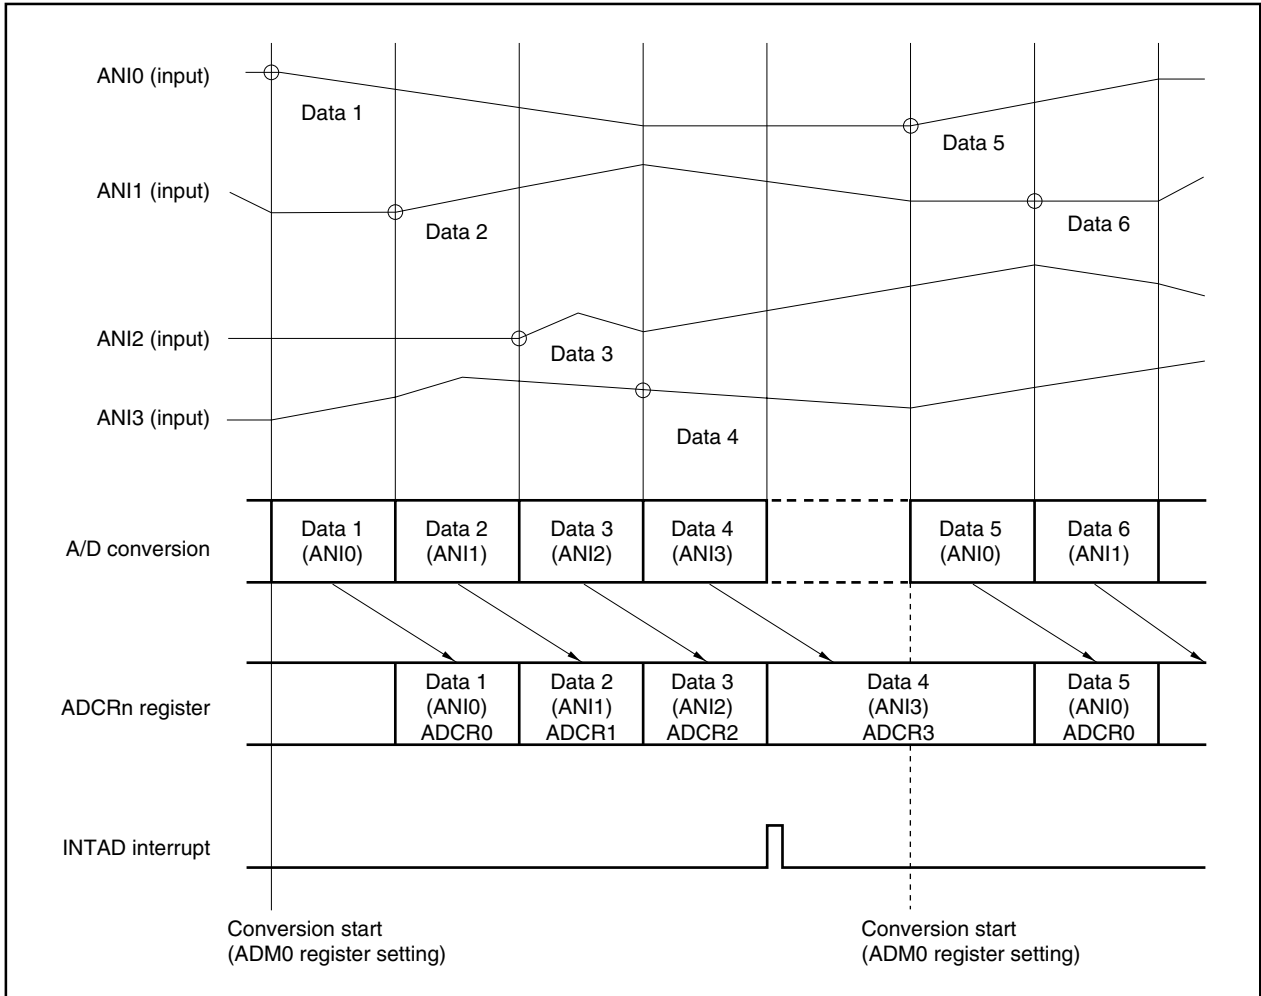 ANI0 (input)
Data 1
Data 5
ANI1 (input)
Data 2
Data 6
ANI2 (input)
Data 3
ANI3 (input)
Data 4
A/D conversion
Data 1
(ANI0)
Data 2
(ANI1)
Data 3
(ANI2)
Data 4
(ANI3)
Data 5
(ANI0)
Data 6
(ANI1)
ADCRn register
Data 1
(ANI0)
ADCR0
Data 2
(ANI1)
ADCR1
Data 3
(ANI2)
ADCR2
Data 4
(ANI3)
ADCR3
Data 5
(ANI0)
ADCR0
INTAD interrupt
Conversion start
(ADM0 register setting)
Conversion start
(ADM0 register setting)